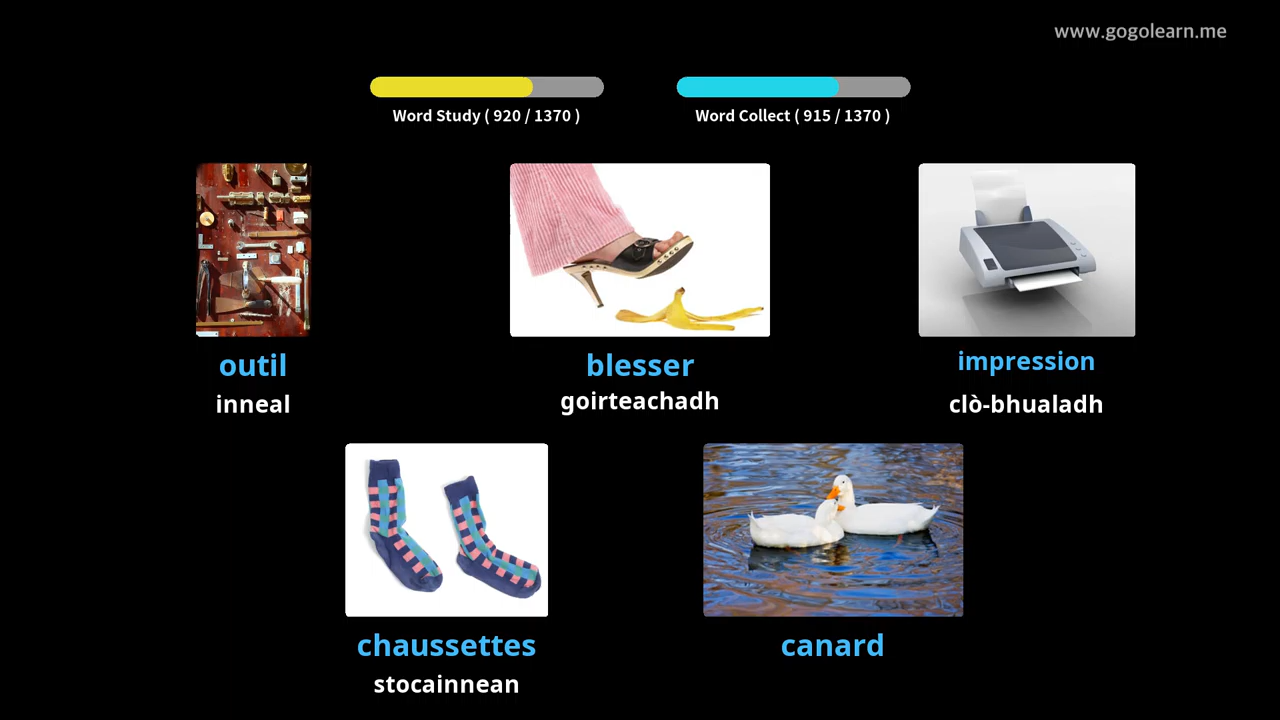 www.gogolearn.me
Word Study ( 920 / 1370 )
Word Collect ( 915 / 1370 )
outil
inneal
blesser
goirteachadh
impression
clò-bhualadh
chaussettes
stocainnean
canard